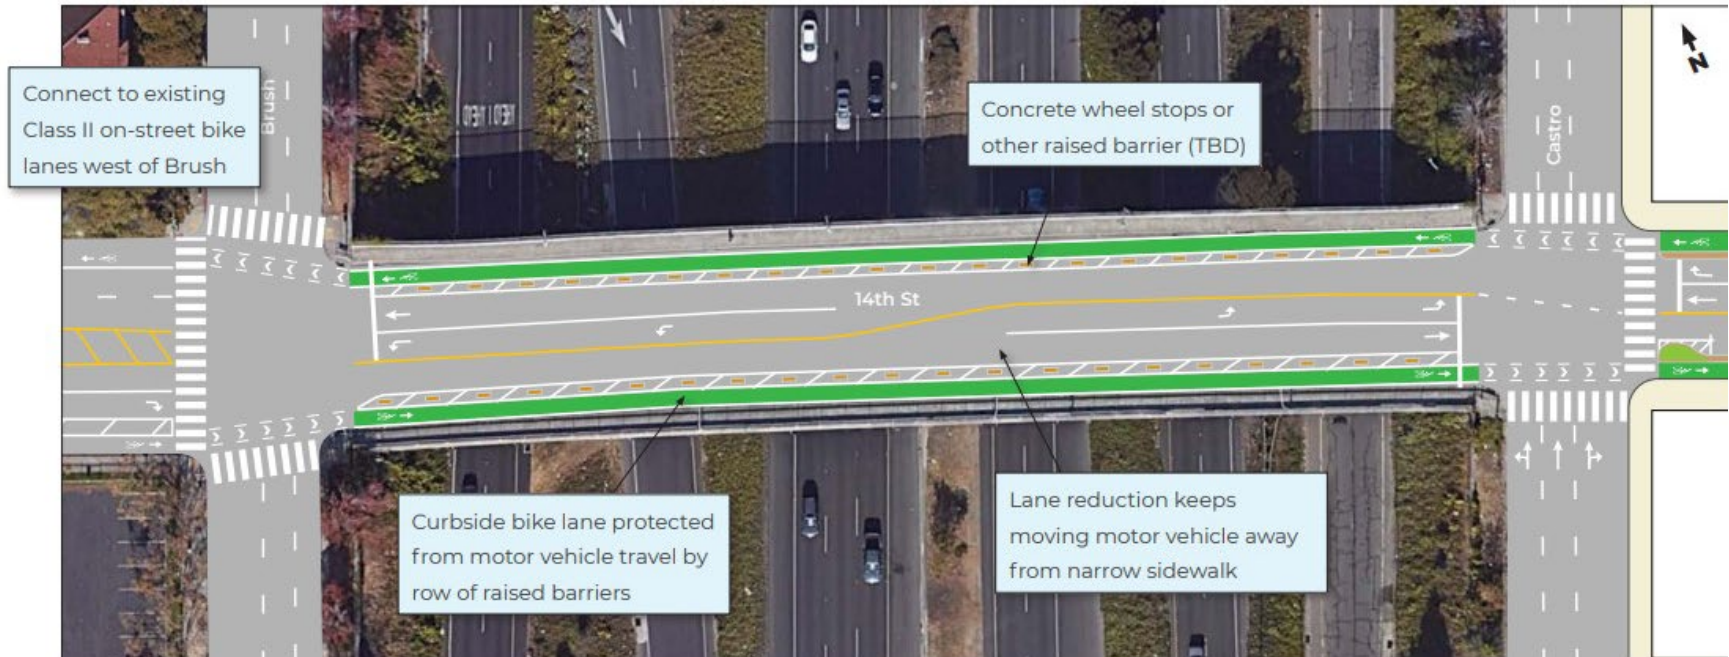 Connect to existing
Class II on-street bike
lanes west of Brush
Brush
Concrete wheel stops or
other raised barrier (TBD)
Castro
N
14th St
Curbside bike lane protected
from motor vehicle travel by
row of raised barriers
Lane reduction keeps
moving motor vehicle away
from narrow sidewalk